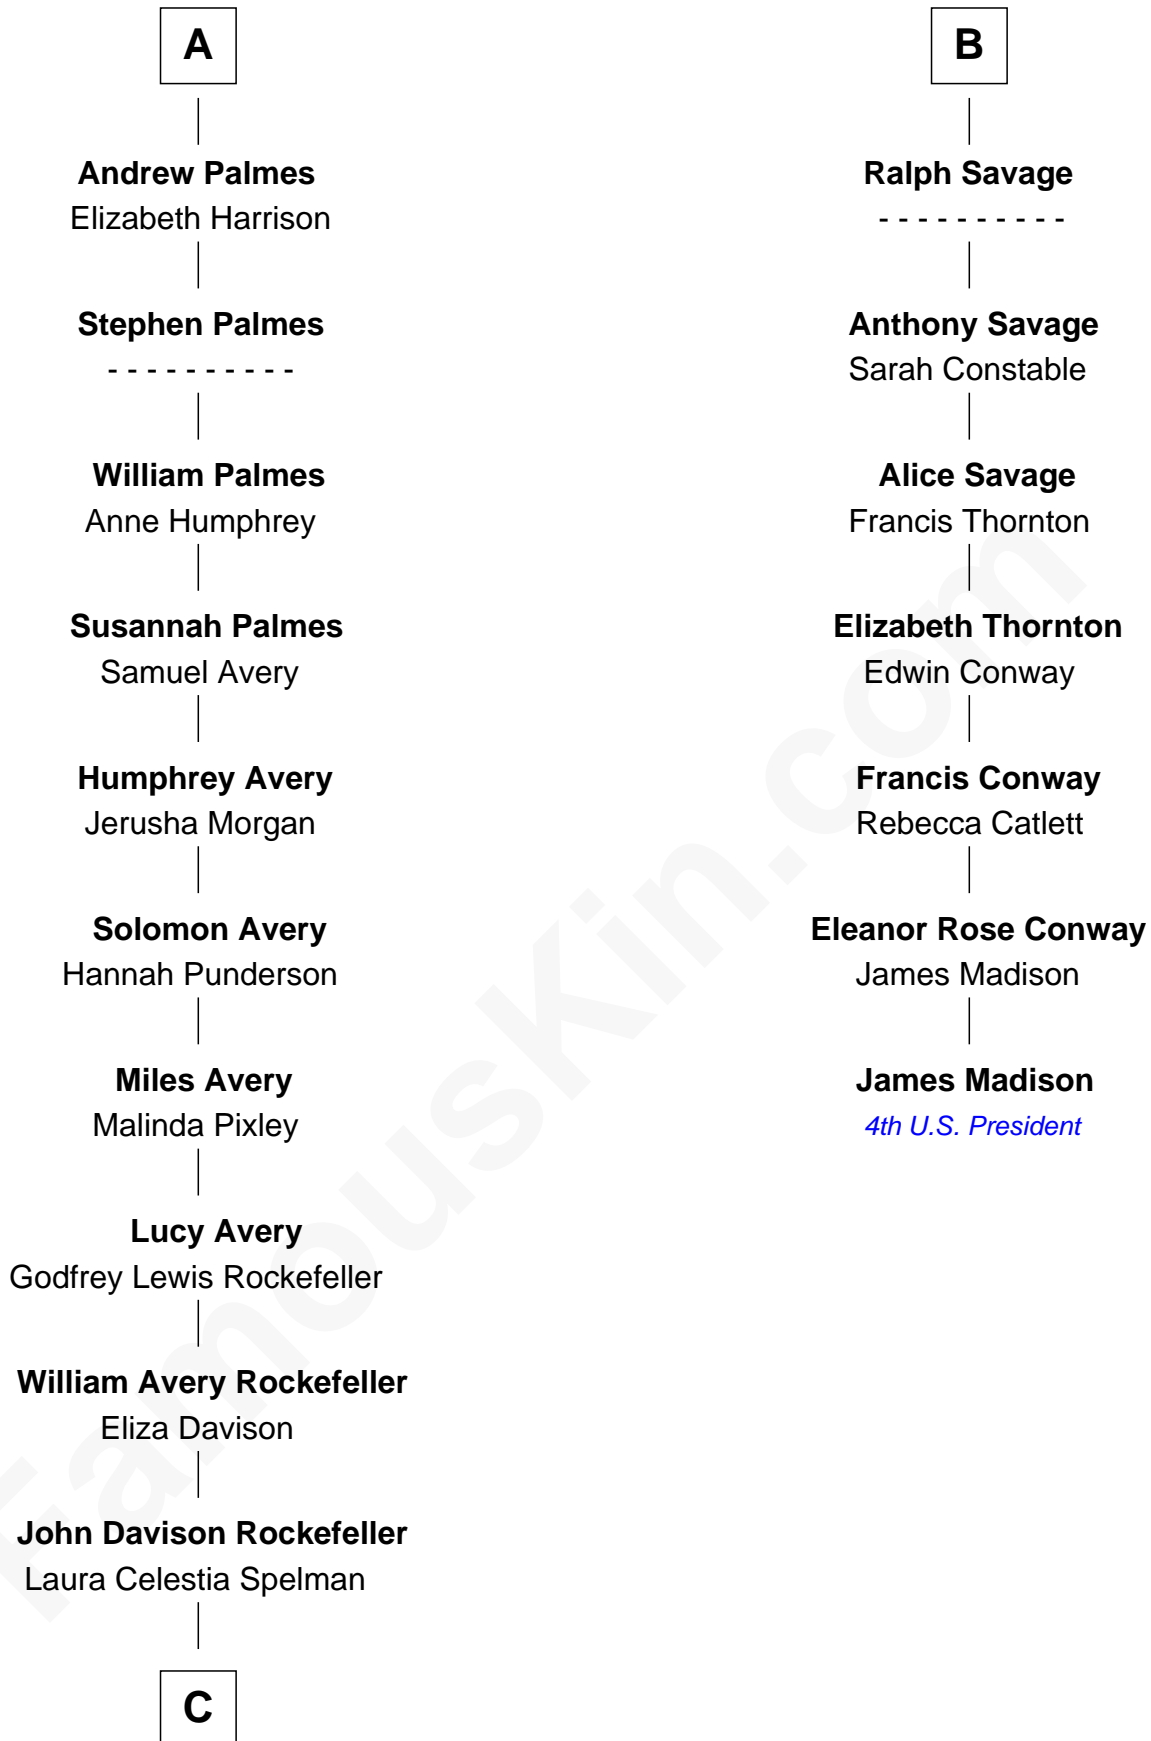 A
Andrew Palmes
Elizabeth Harrison
Stephen Palmes
- - - - - - - - - -
William Palmes
Anne Humphrey
Susannah Palmes
Samuel Avery
Humphrey Avery
Jerusha Morgan
Solomon Avery
Hannah Punderson
Miles Avery
Malinda Pixley
Lucy Avery
Godfrey Lewis Rockefeller
William Avery Rockefeller
Eliza Davison
John Davison Rockefeller
Laura Celestia Spelman
C
B
Ralph Savage
- - - - - - - - - -
Anthony Savage
Sarah Constable
Alice Savage
Francis Thornton
Elizabeth Thornton
Edwin Conway
Francis Conway
Rebecca Catlett
Eleanor Rose Conway
James Madison
James Madison
4th U.S. President
FamousKin.com